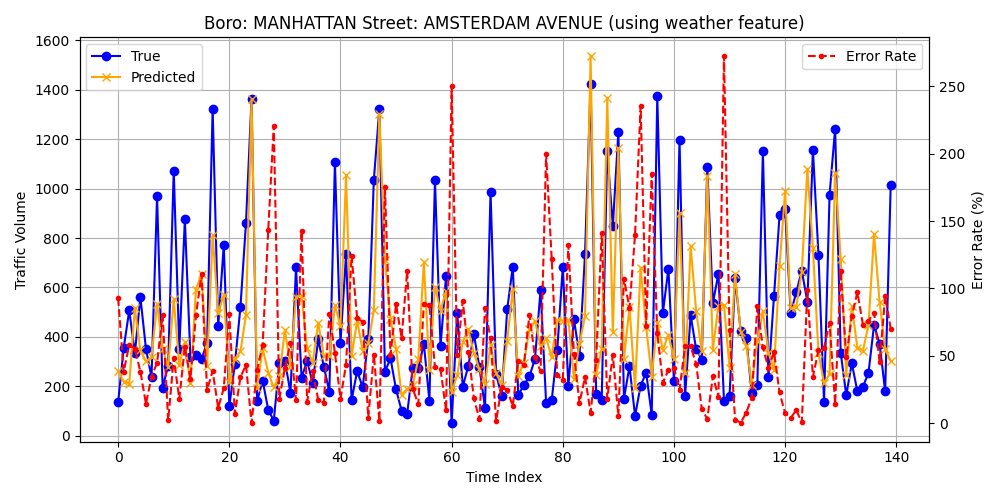 Boro: MANHATTAN Street: AMSTERDAM AVENUE (using weather feature)
True
Predicted
Error Rate
Traffic Volume
1600
1400
1200
1000
800
600
400
200
0
0 20 40 60 80 100 120 140
Time Index
250
200
150
100
50
0
Error Rate (%)